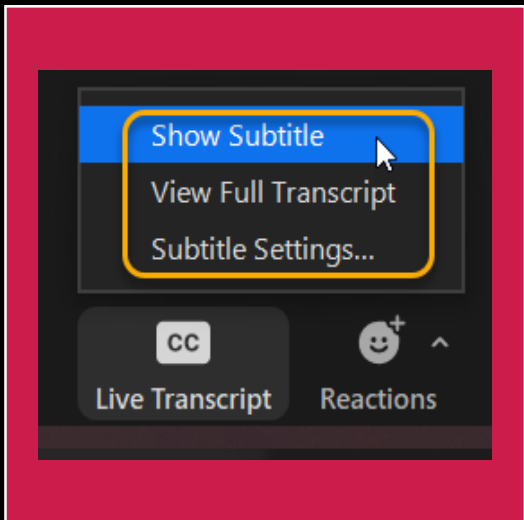 Show Subtitle
View Full Transcript
Subtitle Settings...
CC
Live Transcript
Reactions